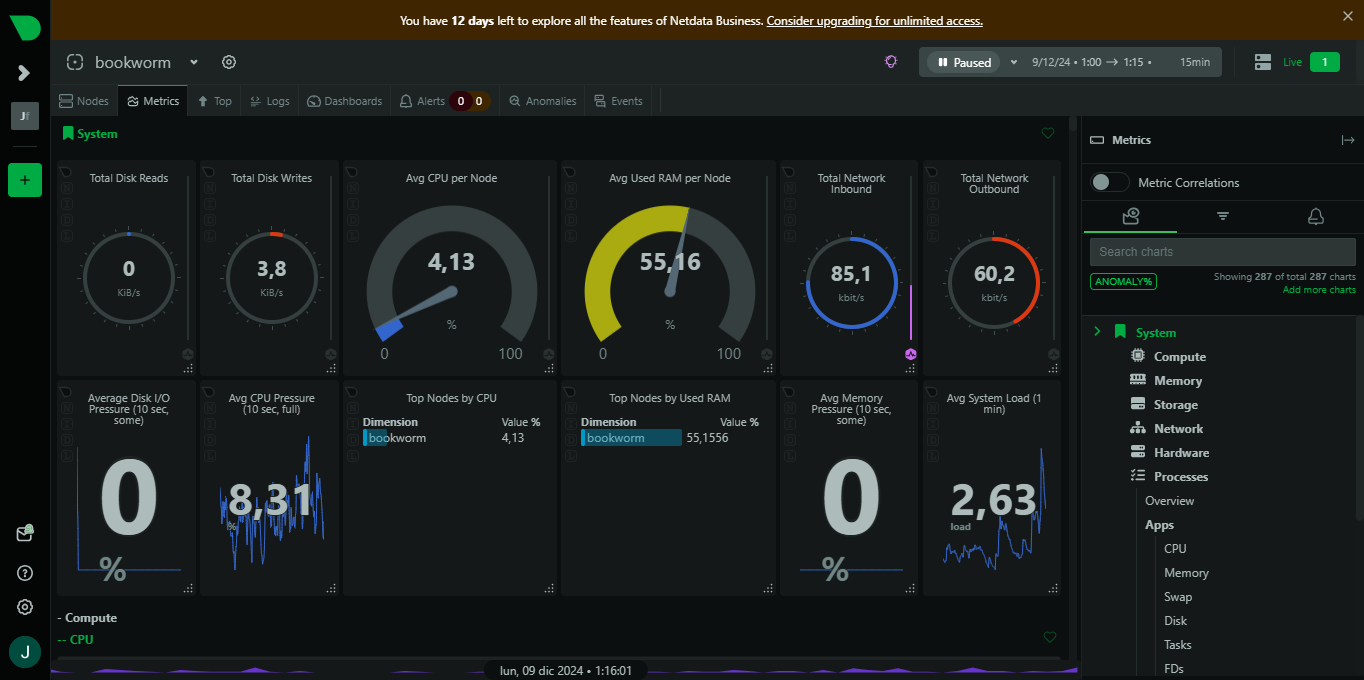 You have 12 days left to explore all the features of Netdata Business. Consider upgrading for unlimited access.
bookworm
Paused 9/12/24 • 1:00 → 1:15 • 15min
Live 1
Nodes
Metrics
Top
Logs
Dashboards
Alerts 0 0
Anomalies
Events
Jf
+
System
Total Disk Reads
0
KiB/s
Total Disk Writes
3,8
KiB/s
Avg CPU per Node
4,13
%
0 100
Avg Used RAM per Node
55,16
%
0 100
Total Network
Inbound
85,1
kbit/s
Total Network
Outbound
60,2
kbit/s
Average Disk I/O
Pressure (10 sec,
some)
0
%
Avg CPU Pressure
(10 sec, full)
8,31
%
Top Nodes by CPU
Dimension Value %
bookworm 4,13
Top Nodes by Used RAM
Dimension Value %
bookworm 55,1556
Avg Memory
Pressure (10 sec,
some)
0
%
Avg System Load (1
min)
2,63
load
- Compute
-- CPU
lun, 09 dic 2024 • 1:16:01
J
Metrics
Metric Correlations
Search charts
ANOMALY%
Showing 287 of total 287 charts
Add more charts
System
Compute
Memory
Storage
Network
Hardware
Processes
Overview
Apps
CPU
Memory
Swap
Disk
Tasks
FDs